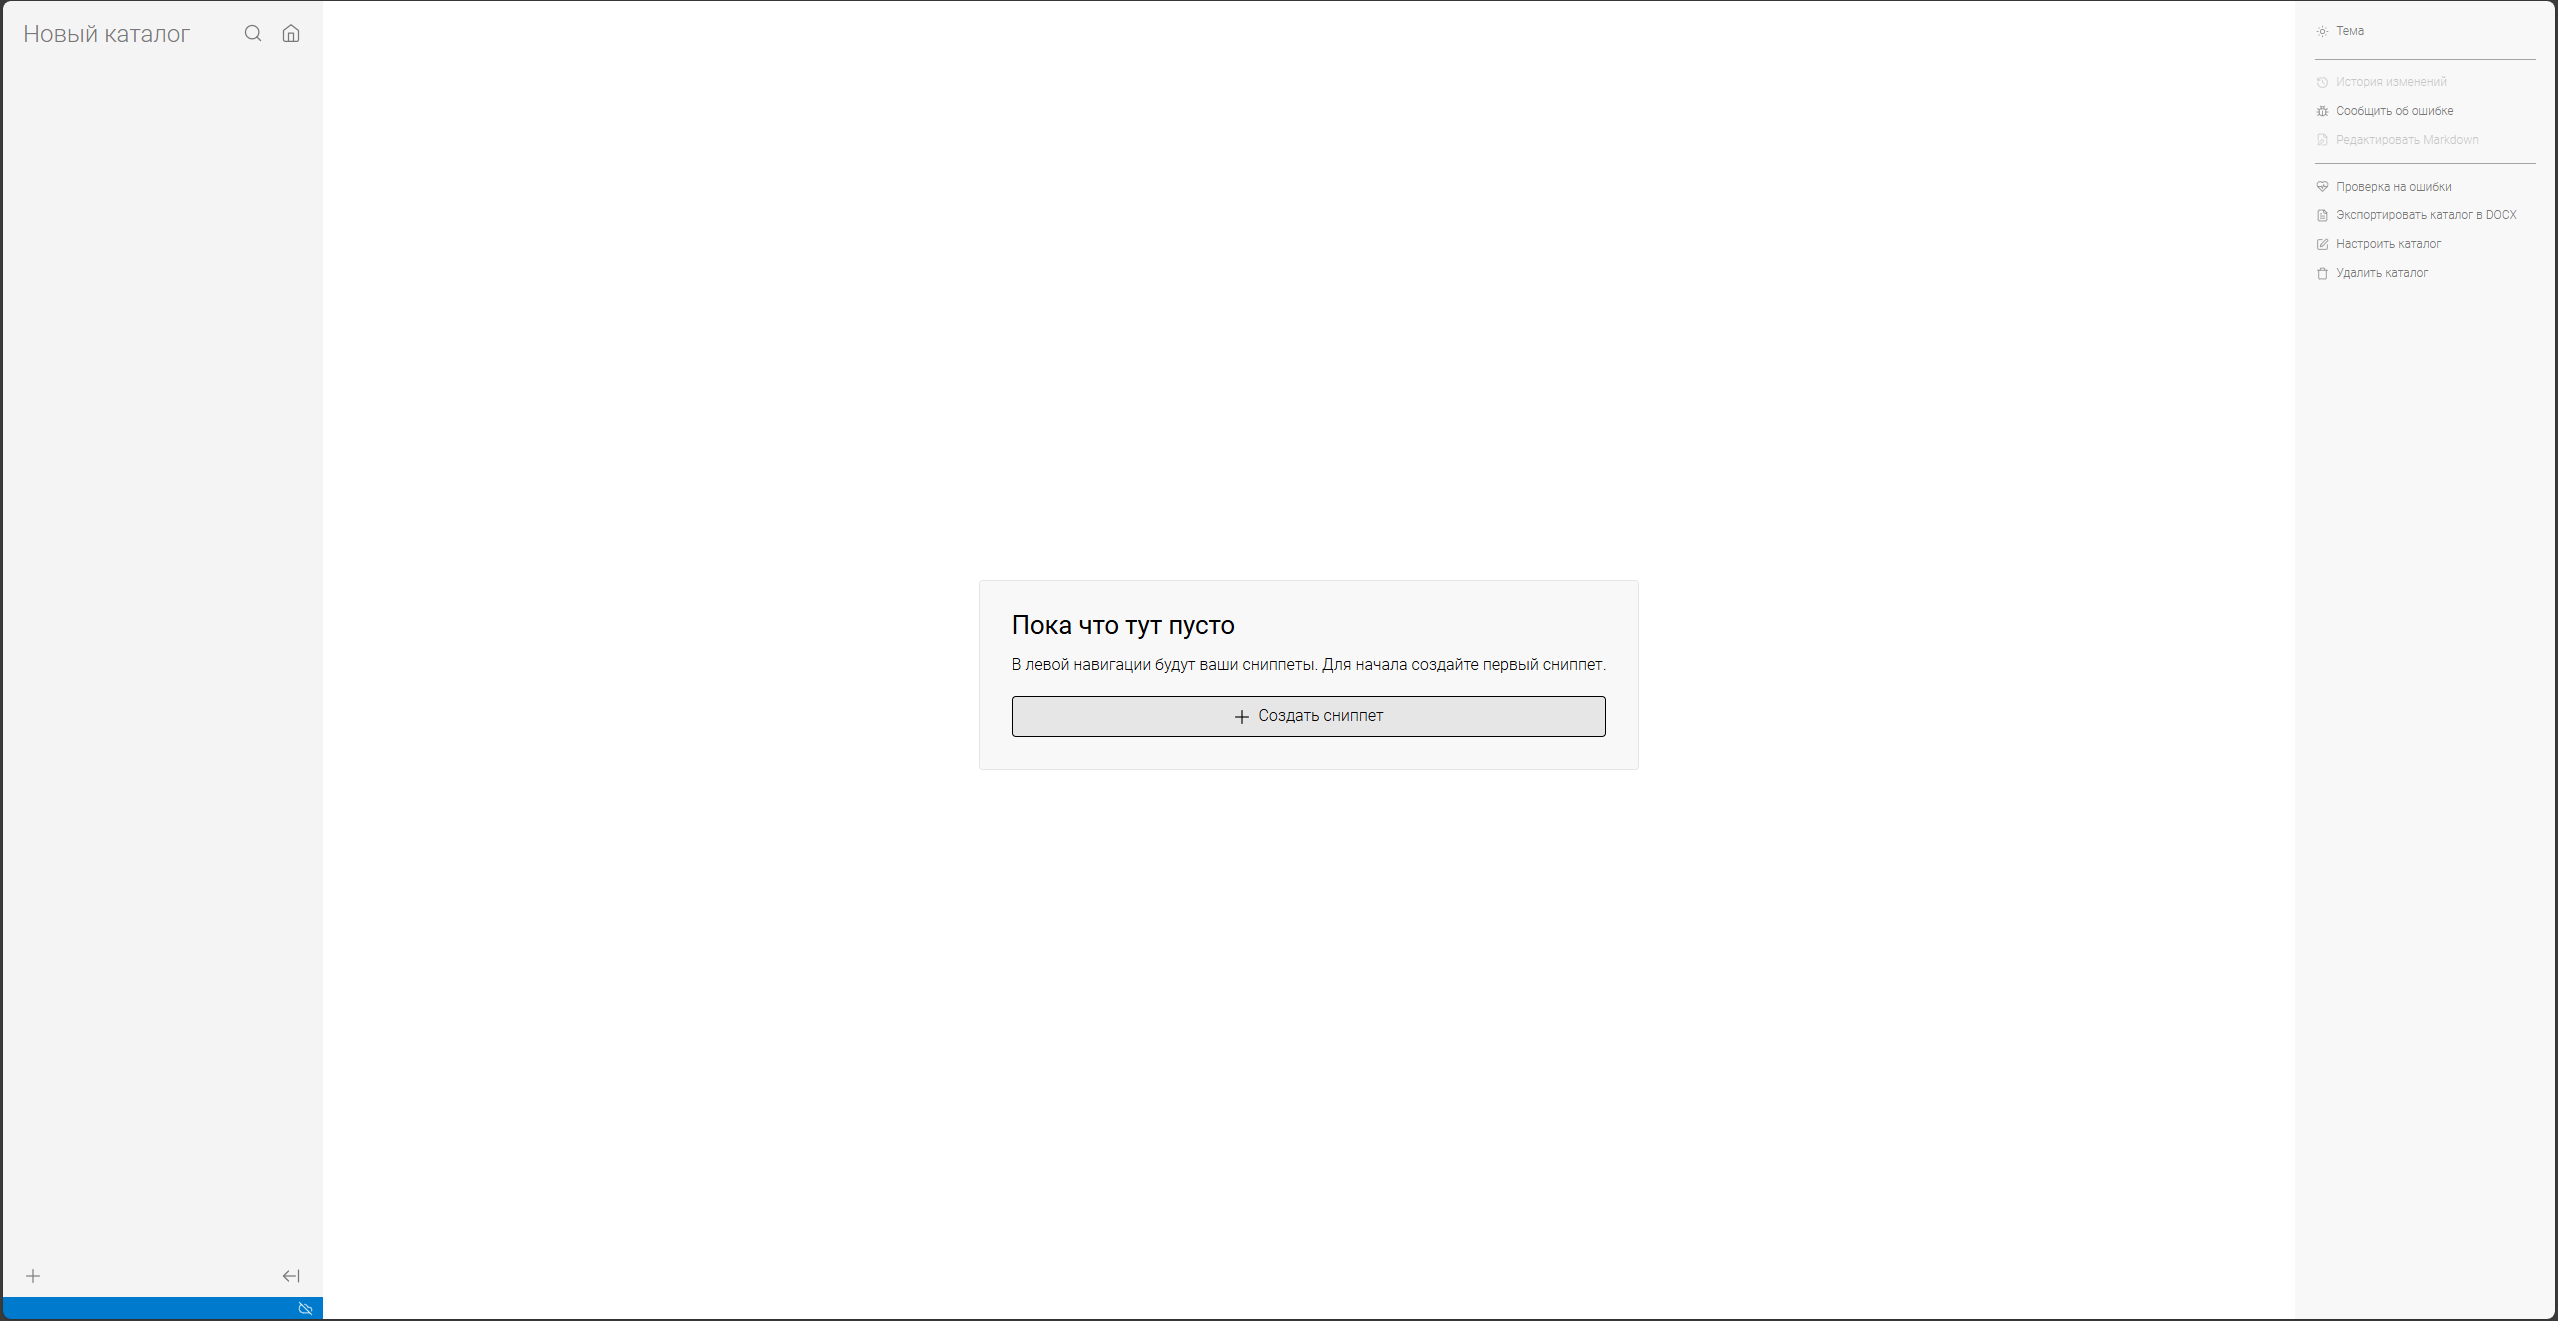 Новый каталог
Пока что тут пусто
В левой навигации будут ваши сниппеты. Для начала создайте первый сниппет.
Создать сниппет
Тема
История изменений
Сообщить об ошибке
Редактировать Markdown
Проверка на ошибки
Экспортировать каталог в DOCX
Настроить каталог
Удалить каталог